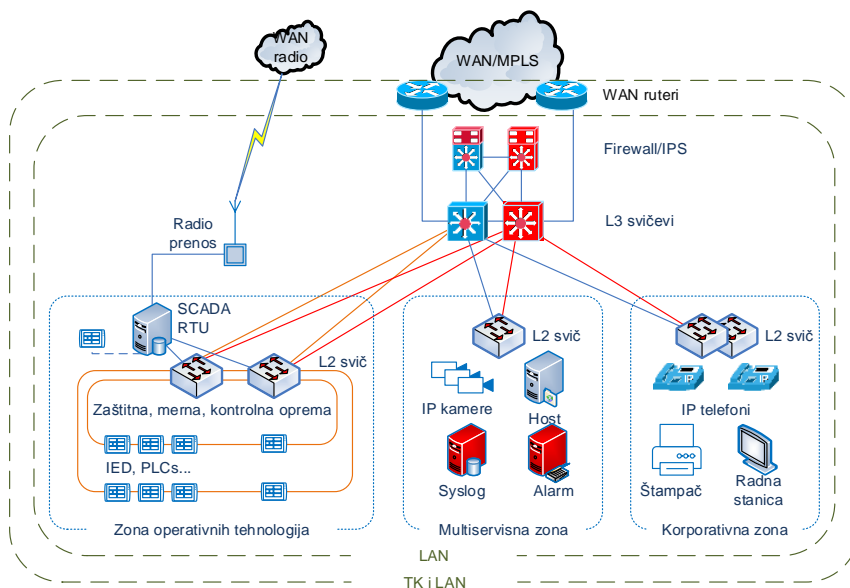 WAN
radio
WAN/MPLS
WAN ruteri
Firewall/IPS
L3 svičevi
Radio
prenos
SCADA
RTU
L2 svič
L2 svič
L2 svič
Zaštitna, merna, kontrolna oprema
IED, PLCs...
IP kamere
Host
Syslog
Alarm
IP
IP
IP telefoni
Štampač
Radna
stanica
Zona operativnih tehnologija
Multiservisna zona
Korporativna zona
LAN
TK i LAN